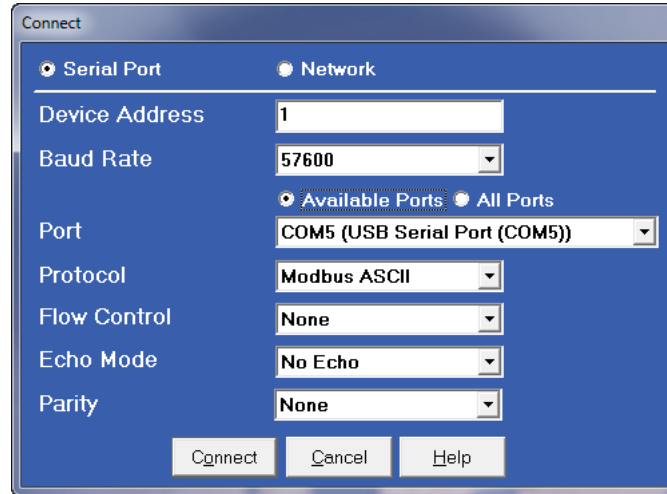 Connect
Serial Port Network
Device Address 1
Baud Rate 57600
Available Ports All Ports
Port COM5 (USB Serial Port (COM5))
Protocol Modbus ASCII
Flow Control None
Echo Mode No Echo
Parity None
Connect Cancel Help